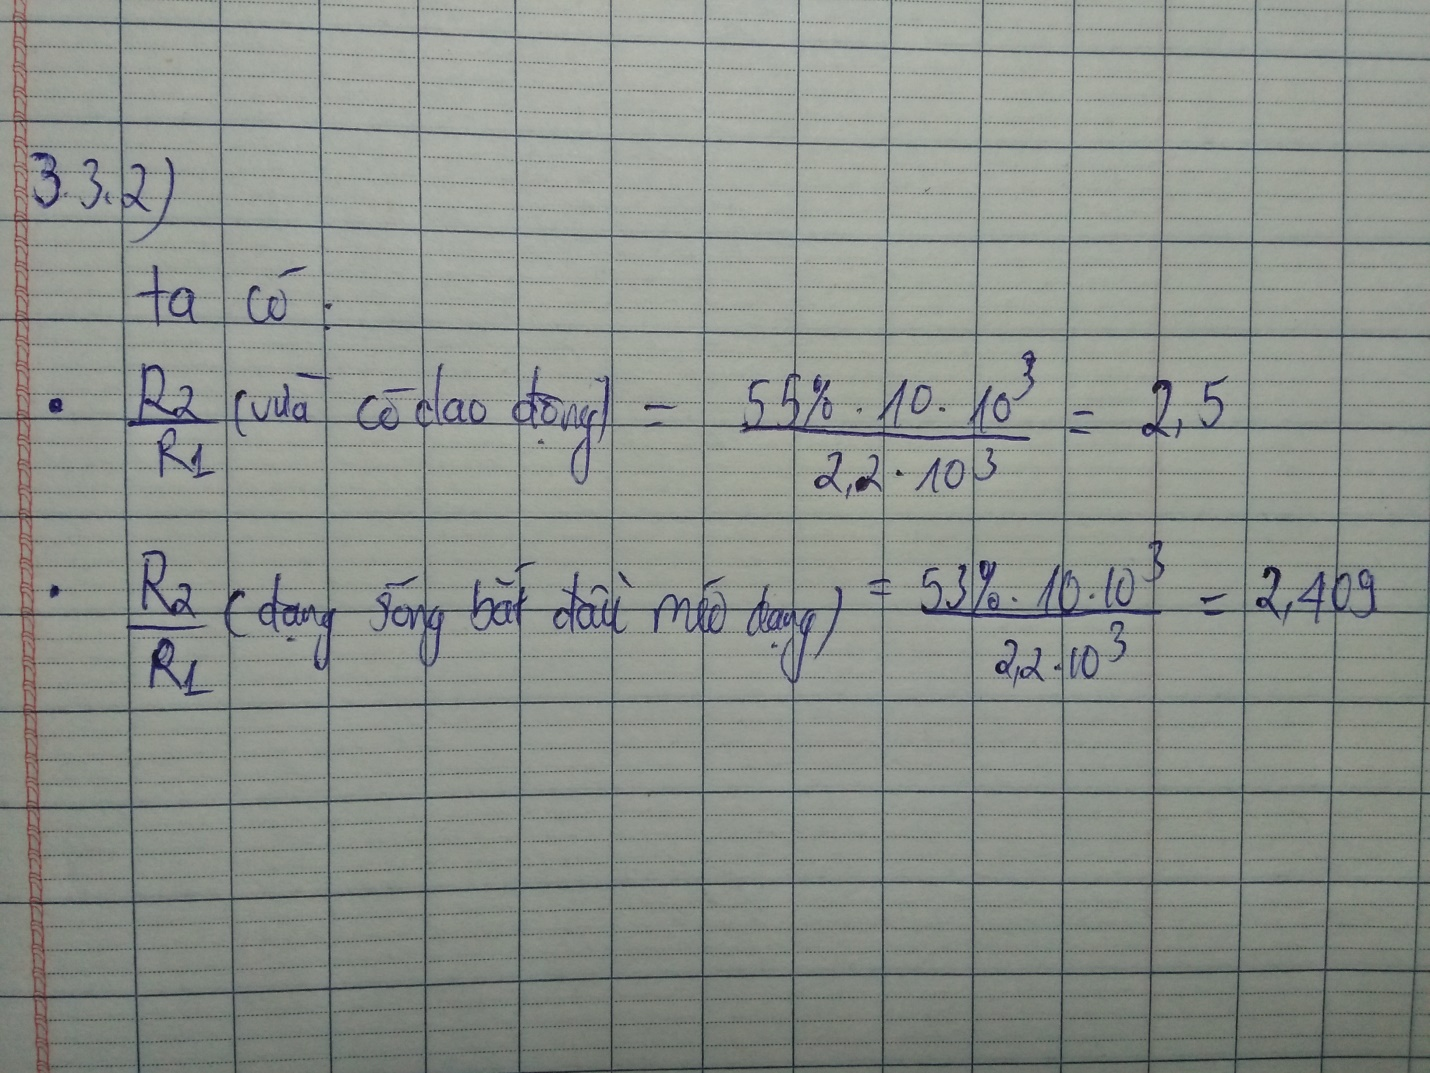 3.3.2)
ta có:
• R2/R1 (vừa có dao động) = 55% . 10 . 10^3 / 2,2 . 10^3 = 2,5
• R2/R1 (dạng sóng bắt đầu méo dạng) = 53% . 10 . 10^3 / 2,2 . 10^3 = 2,409